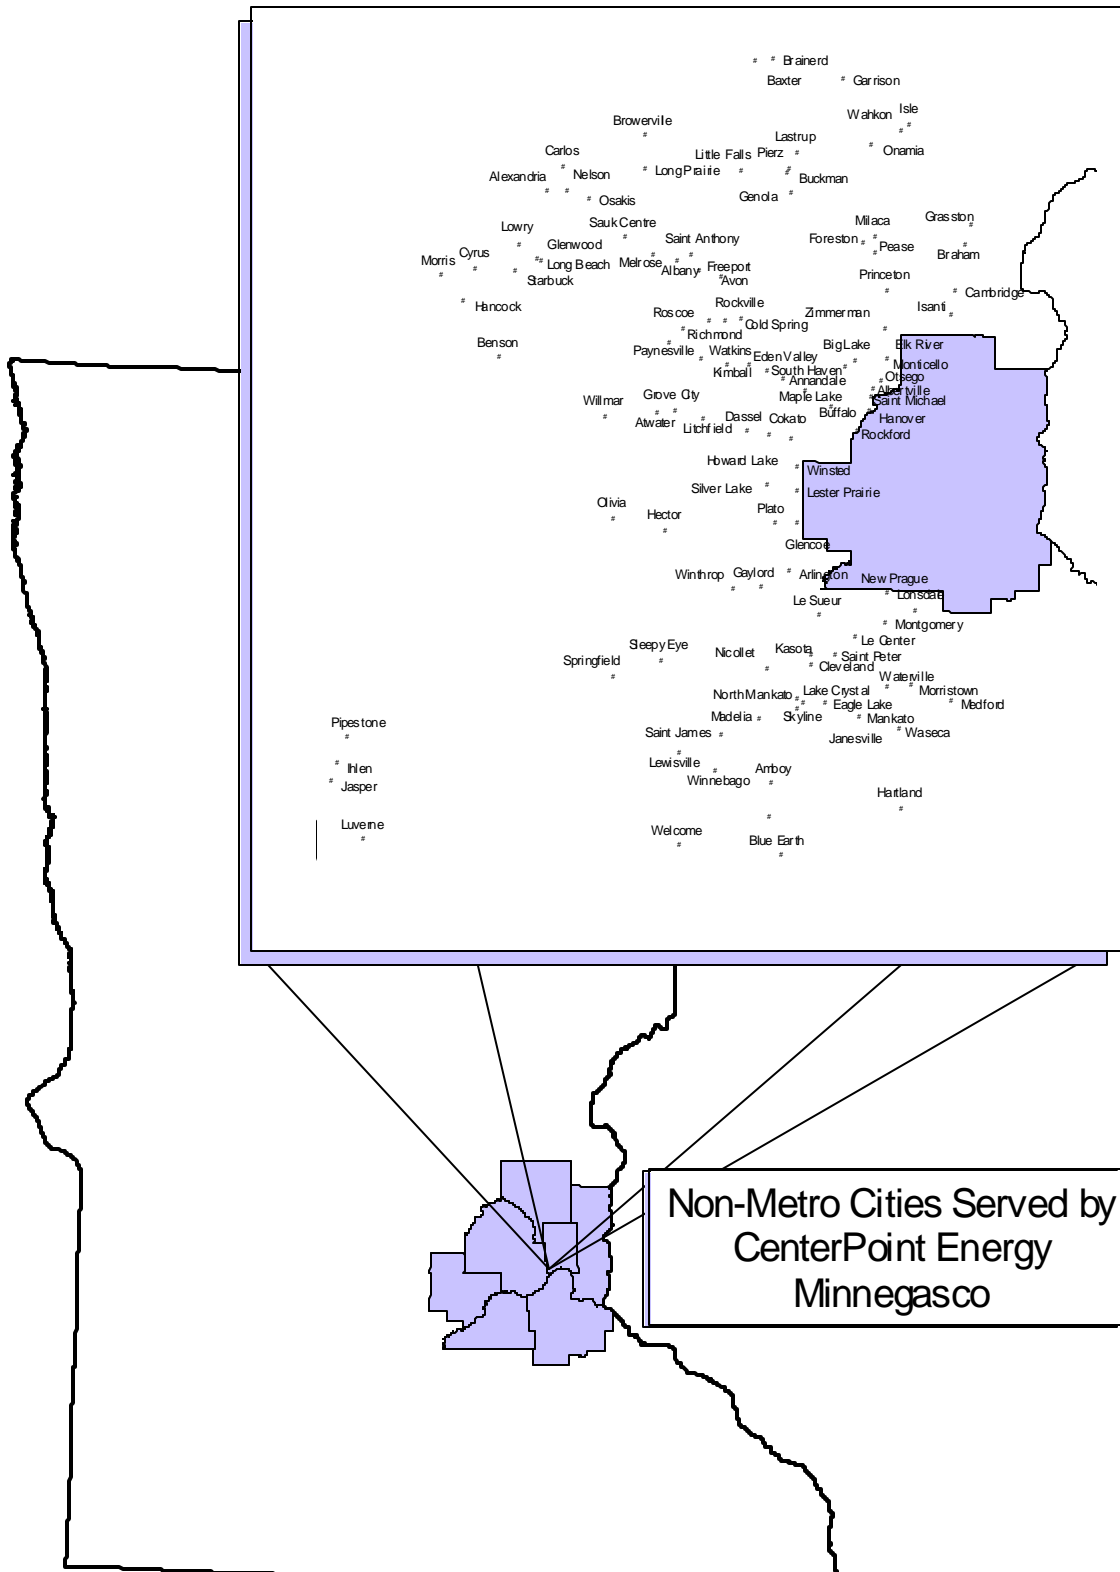 Brainerd
Baxter
Garrison
Isle
Wahkon
Browerville
Lastrup
Onamia
Carlos
Little Falls
Pierz
Long Prairie
Nelson
Alexandria
Buckman
Genola
Osakis
Grasston
Milaca
Sauk Centre
Lowry
Foreston
Saint Anthony
Glenwood
Pease
Braham
Cyrus
Morris
Melrose
Long Beach
Albany
Freeport
Avon
Starbuck
Princeton
Cambridge
Hancock
Rockville
Isanti
Roscoe
Zimmerman
Cold Spring
Richmond
Benson
Big Lake
Elk River
Paynesville
Watkins
Eden Valley
Monticello
Kimball
South Haven
Otsego
Annandale
Albertville
Grove City
Maple Lake
Saint Michael
Willmar
Buffalo
Dassel
Cokato
Hanover
Atwater
Litchfield
Rockford
Howard Lake
Winsted
Silver Lake
Lester Prairie
Olivia
Plato
Hector
Glencoe
Winthrop
Gaylord
Arlington
New Prague
Lonsdale
Le Sueur
Montgomery
Le Center
Sleepy Eye
Nicollet
Kasota
Saint Peter
Springfield
Cleveland
Waterville
North Mankato
Lake Crystal
Morristown
Eagle Lake
Medford
Madelia
Skyline
Mankato
Pipestone
Saint James
Janesville
Waseca
Lewisville
Ihlen
Amboy
Winnebago
Jasper
Hartland
Luverne
Welcome
Blue Earth
Non-Metro Cities Served by
CenterPoint Energy
Minnegasco